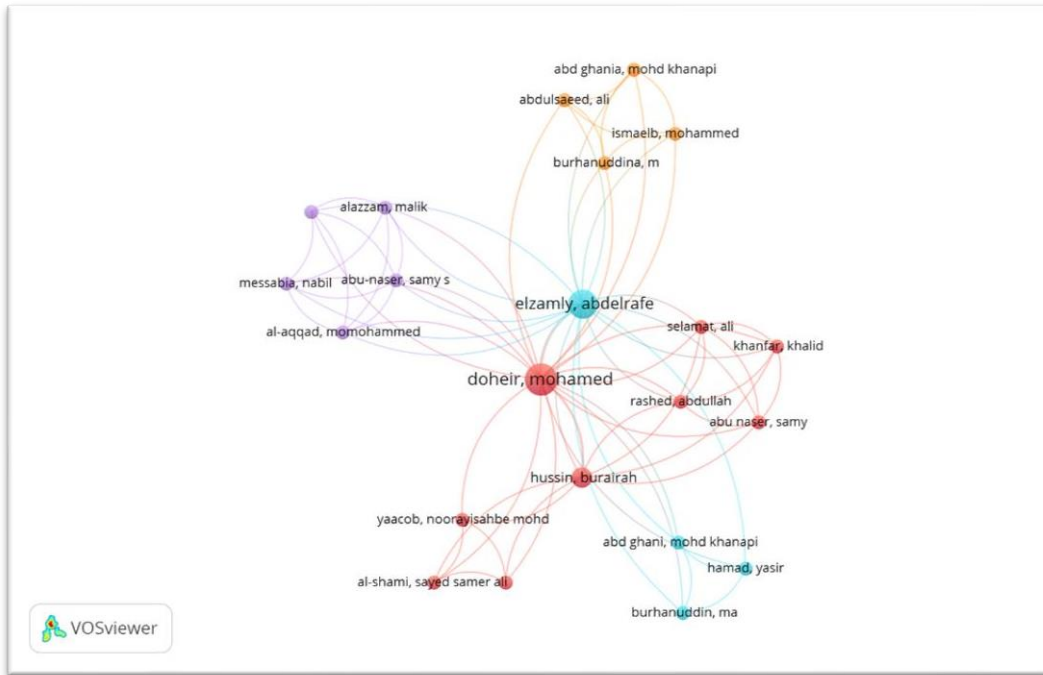 abd ghania, mohd khanapi
abdulsaeed, ali
ismaelb, mohammed
burhanuddina, m
alazzam, malik
messabia, nabil
abu-naser, samy s
elzamly, abdelrafe
al-aqqad, momohammed
selamat, ali
khanfar, khalid
doheir, mohamed
rashed, abdullah
abu naser, samy
hussin, burairah
yaacob, noorayisahbe mohd
abd ghani, mohd khanapi
hamad, yasir
al-shami, sayed samer ali
burhanuddin, ma
VOSviewer